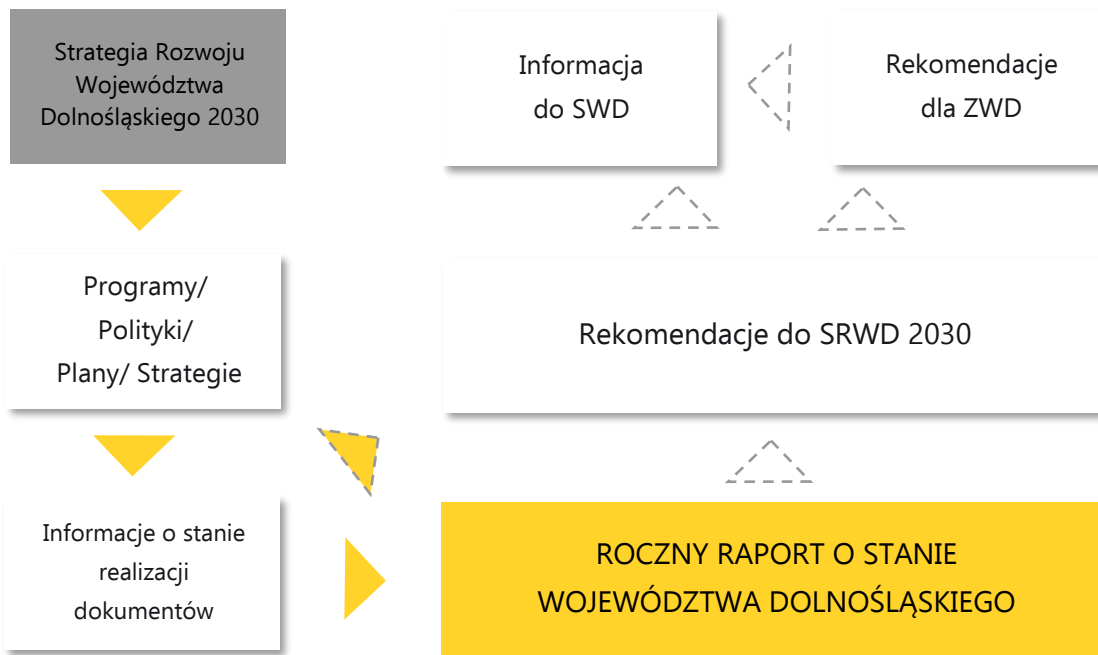 Strategia Rozwoju
Województwa
Dolnośląskiego 2030
Informacja
do SWD
Rekomendacje
dla ZWD
Programy/
Polityki/
Plany/ Strategie
Rekomendacje do SRWD 2030
Informacje o stanie
realizacji
dokumentów
ROCZNY RAPORT O STANIE
WOJEWÓDZTWA DOLNOŚLĄSKIEGO